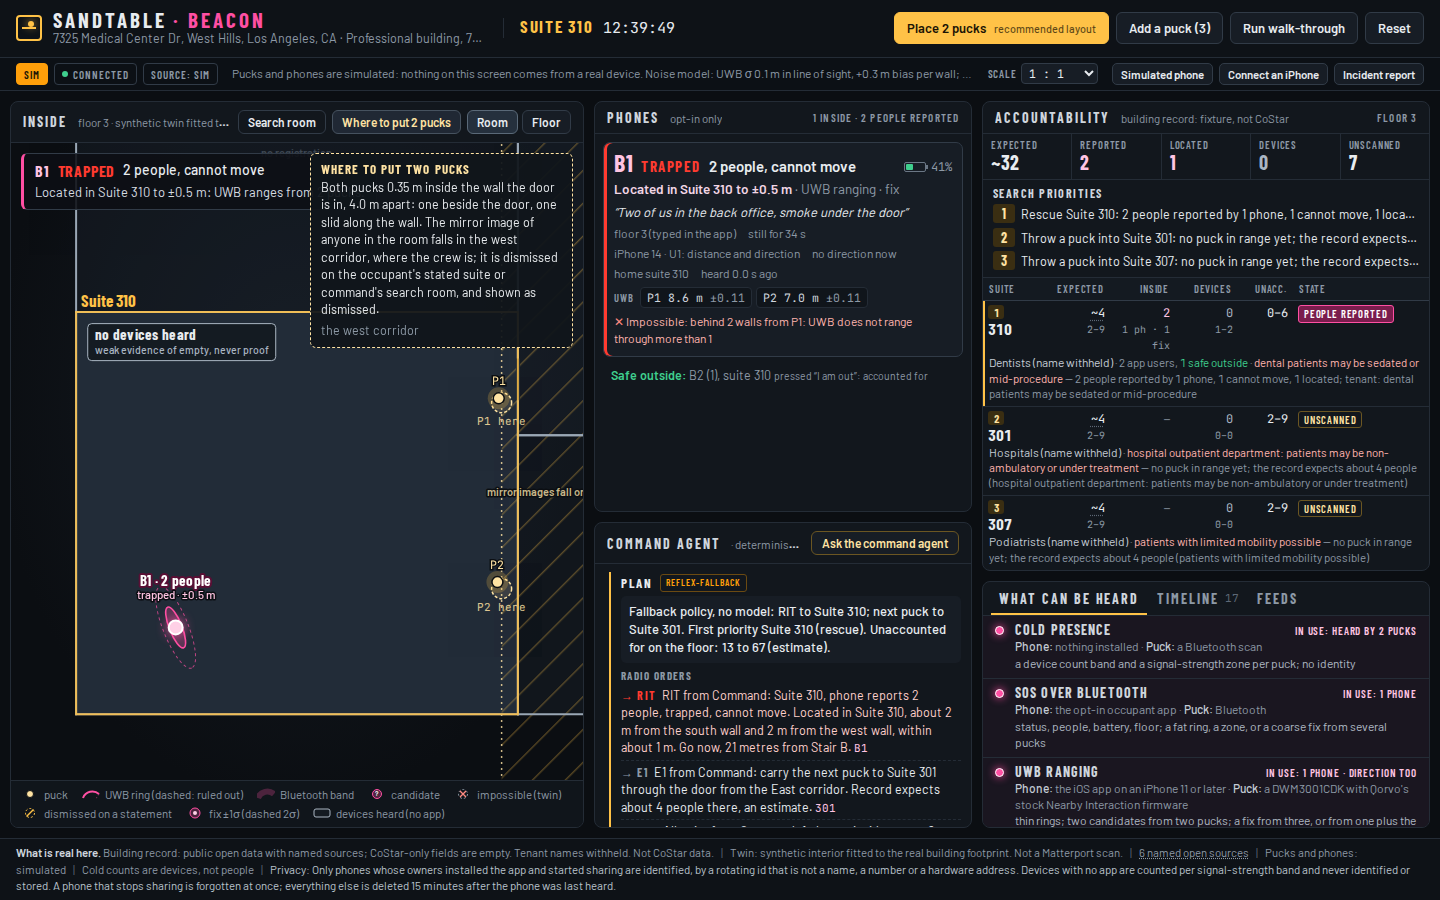 SANDTABLE · BEACON
7325 Medical Center Dr, West Hills, Los Angeles, CA · Professional building, 7...
SUITE 310 12:39:49
Place 2 pucks recommended layout
Add a puck (3)
Run walk-through
Reset
SIM
CONNECTED
SOURCE: SIM
Pucks and phones are simulated: nothing on this screen comes from a real device. Noise model: UWB σ 0.1 m in line of sight, +0.3 m bias per wall; ...
SCALE 1 : 1
Simulated phone
Connect an iPhone
Incident report
INSIDE floor 3 · synthetic twin fitted t...
Search room
Where to put 2 pucks
Room
Floor
B1 TRAPPED 2 people, cannot move
Located in Suite 310 to ±0.5 m: UWB ranges from
WHERE TO PUT TWO PUCKS
Both pucks 0.35 m inside the wall the door
is in, 4.0 m apart: one beside the door, one
slid along the wall. The mirror image of
anyone in the room falls in the west
corridor, where the crew is; it is dismissed
on the occupant's stated suite or
command's search room, and shown as
dismissed.
the west corridor
Suite 310
no devices heard
weak evidence of empty, never proof
P1
P1 here
mirror images fall or
P2
P2 here
B1 · 2 people
trapped · ±0.5 m
puck
UWB ring (dashed: ruled out)
Bluetooth band
candidate
impossible (twin)
dismissed on a statement
fix ±1σ (dashed 2σ)
devices heard (no app)
PHONES opt-in only
1 INSIDE · 2 PEOPLE REPORTED
B1 TRAPPED 2 people, cannot move 41%
Located in Suite 310 to ±0.5 m · UWB ranging · fix
"Two of us in the back office, smoke under the door"
floor 3 (typed in the app) still for 34 s
iPhone 14 · U1: distance and direction no direction now
home suite 310 heard 0.0 s ago
UWB P1 8.6 m ±0.11 P2 7.0 m ±0.11
✕ Impossible: behind 2 walls from P1: UWB does not range
through more than 1
Safe outside: B2 (1), suite 310 pressed "I am out": accounted for
COMMAND AGENT · determinis...
Ask the command agent
PLAN REFLEX-FALLBACK
Fallback policy, no model: RIT to Suite 310; next puck to
Suite 301. First priority Suite 310 (rescue). Unaccounted
for on the floor: 13 to 67 (estimate).
RADIO ORDERS
→ RIT RIT from Command: Suite 310, phone reports 2
people, trapped, cannot move. Located in Suite 310, about 2
m from the south wall and 2 m from the west wall, within
about 1 m. Go now, 21 metres from Stair B. B1
→ E1 E1 from Command: carry the next puck to Suite 301
through the door from the East corridor. Record expects
about 4 people there, an estimate. 301
ACCOUNTABILITY building record: fixture, not CoStar
FLOOR 3
EXPECTED ~32
REPORTED 2
LOCATED 1
DEVICES 0
UNSCANNED 7
SEARCH PRIORITIES
1 Rescue Suite 310: 2 people reported by 1 phone, 1 cannot move, 1 loca...
2 Throw a puck into Suite 301: no puck in range yet; the record expects...
3 Throw a puck into Suite 307: no puck in range yet; the record expects...
SUITE EXPECTED INSIDE DEVICES UNACC. STATE
1 ~4 2 0 0-6 PEOPLE REPORTED
310 2-9 1 ph · 1 1-2
fix
Dentists (name withheld) · 2 app users, 1 safe outside · dental patients may be sedated or
mid-procedure — 2 people reported by 1 phone, 1 cannot move, 1 located; tenant: dental
patients may be sedated or mid-procedure
2 ~4 — 0 2-9 UNSCANNED
301 2-9 0-0
Hospitals (name withheld) · hospital outpatient department: patients may be non-
ambulatory or under treatment — no puck in range yet; the record expects about 4 people
(hospital outpatient department: patients may be non-ambulatory or under treatment)
3 ~4 — 0 2-9 UNSCANNED
307 2-9 0-0
Podiatrists (name withheld) · patients with limited mobility possible — no puck in range
yet; the record expects about 4 people (patients with limited mobility possible)
WHAT CAN BE HEARD
TIMELINE 17
FEEDS
COLD PRESENCE IN USE: HEARD BY 2 PUCKS
Phone: nothing installed · Puck: a Bluetooth scan
a device count band and a signal-strength zone per puck; no identity
SOS OVER BLUETOOTH IN USE: 1 PHONE
Phone: the opt-in occupant app · Puck: Bluetooth
status, people, battery, floor; a fat ring, a zone, or a coarse fix from several
pucks
UWB RANGING IN USE: 1 PHONE · DIRECTION TOO
Phone: the iOS app on an iPhone 11 or later · Puck: a DWM3001CDK with Qorvo's
stock Nearby Interaction firmware
thin rings; two candidates from two pucks; a fix from three, or from one plus the
What is real here. Building record: public open data with named sources; CoStar-only fields are empty. Tenant names withheld. Not CoStar data. | Twin: synthetic interior fitted to the real building footprint. Not a Matterport scan. | 6 named open sources | Pucks and phones:
simulated | Cold counts are devices, not people | Privacy: Only phones whose owners installed the app and started sharing are identified, by a rotating id that is not a name, a number or a hardware address. Devices with no app are counted per signal-strength band and never identified or
stored. A phone that stops sharing is forgotten at once; everything else is deleted 15 minutes after the phone was last heard.